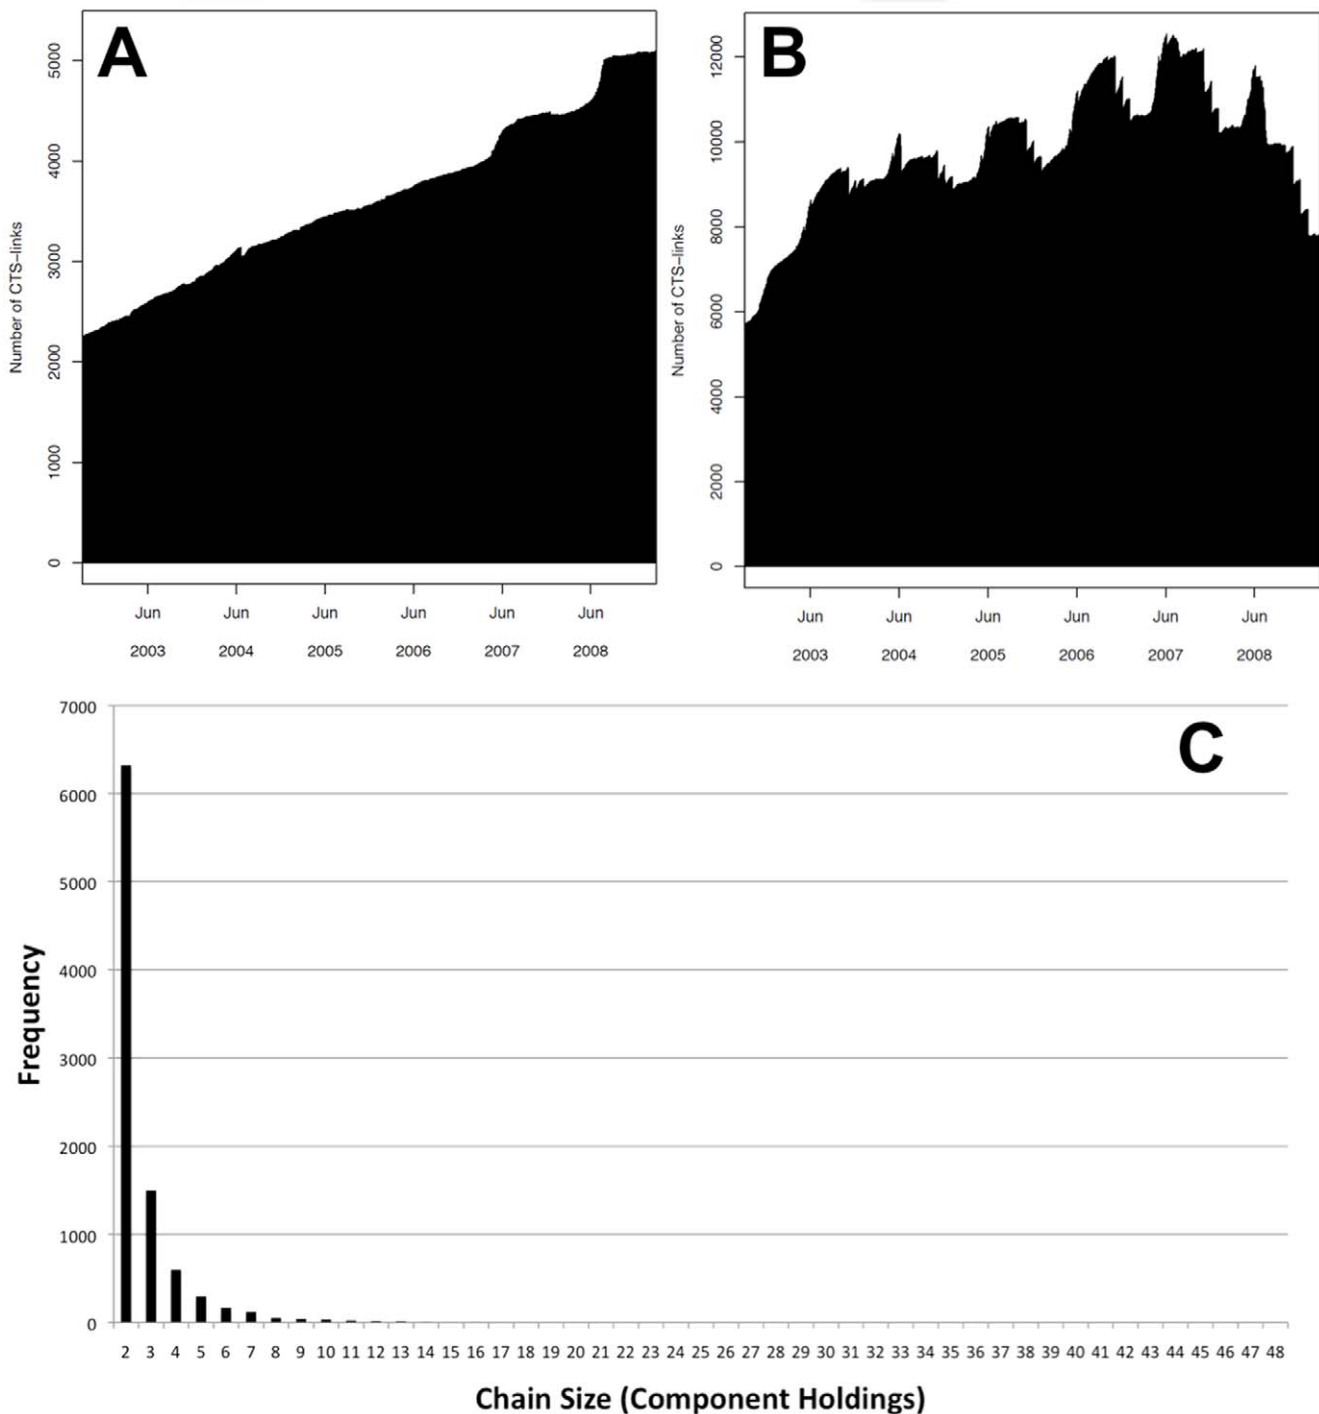 A
Number of CTS–links
5000
4000
3000
2000
1000
0
Jun Jun Jun Jun Jun Jun
2003 2004 2005 2006 2007 2008
B
Number of CTS–links
12000
10000
8000
6000
4000
2000
0
Jun Jun Jun Jun Jun Jun
2003 2004 2005 2006 2007 2008
C
Frequency
7000
6000
5000
4000
3000
2000
1000
0
2 3 4 5 6 7 8 9 10 11 12 13 14 15 16 17 18 19 20 21 22 23 24 25 26 27 28 29 30 31 32 33 34 35 36 37 38 39 40 41 42 43 44 45 46 47 48
Chain Size (Component Holdings)